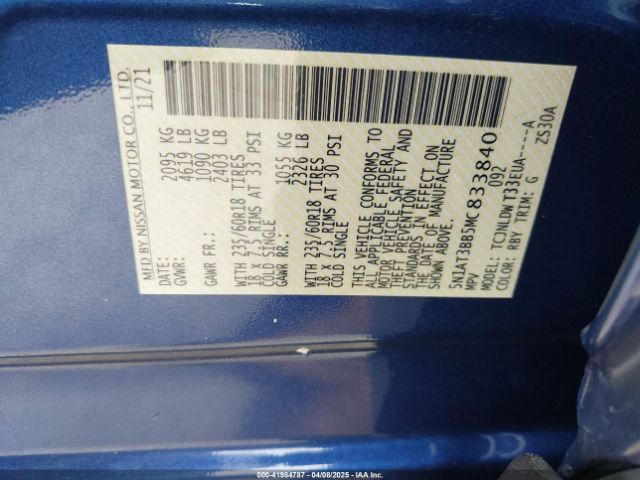 MFD BY NISSAN MOTOR CO., LTD.
DATE: 11/21
GVWR: 2095 KG
4619 LB
GAWR FR: 1090 KG
2403 LB
WITH 235/60R18 TIRES
18 X 7.5 RIMS AT 33 PSI
COLD SINGLE
GAWR RR: 1055 KG
2326 LB
WITH 235/60R18 TIRES
18 X 7.5 RIMS AT 30 PSI
COLD SINGLE
THIS VEHICLE CONFORMS TO
ALL APPLICABLE FEDERAL
MOTOR VEHICLE SAFETY AND
THEFT PREVENTION
STANDARDS IN EFFECT ON
THE DATE OF MANUFACTURE
SHOWN ABOVE.
5N1AT3BB5MC833840
MPV 092
MODEL: TCJNLDW T33EUA-----A
COLOR: RBY TRIM: G ZS30A
000-41984787 - 04/08/2025 - IAA Inc.